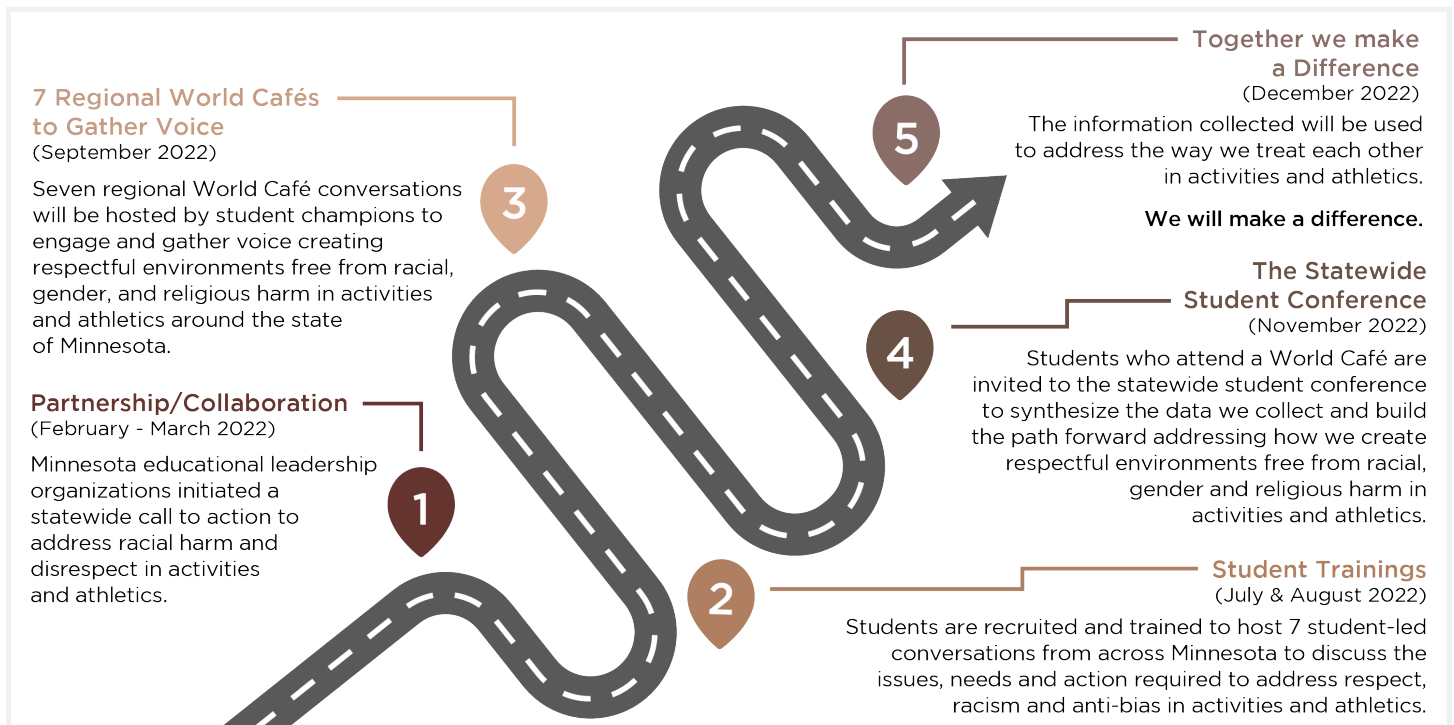 7 Regional World Cafés
to Gather Voice
(September 2022)
Seven regional World Café conversations
will be hosted by student champions to
engage and gather voice creating
respectful environments free from racial,
gender, and religious harm in activities
and athletics around the state
of Minnesota.
3
Partnership/Collaboration
(February - March 2022)
Minnesota educational leadership
organizations initiated a
statewide call to action to
address racial harm and
disrespect in activities
and athletics.
1
Together we make
a Difference
(December 2022)
The information collected will be used
to address the way we treat each other
in activities and athletics.
We will make a difference.
5
The Statewide
Student Conference
(November 2022)
Students who attend a World Café are
invited to the statewide student conference
to synthesize the data we collect and build
the path forward addressing how we create
respectful environments free from racial,
gender and religious harm in
activities and athletics.
4
Student Trainings
(July & August 2022)
Students are recruited and trained to host 7 student-led
conversations from across Minnesota to discuss the
issues, needs and action required to address respect,
racism and anti-bias in activities and athletics.
2